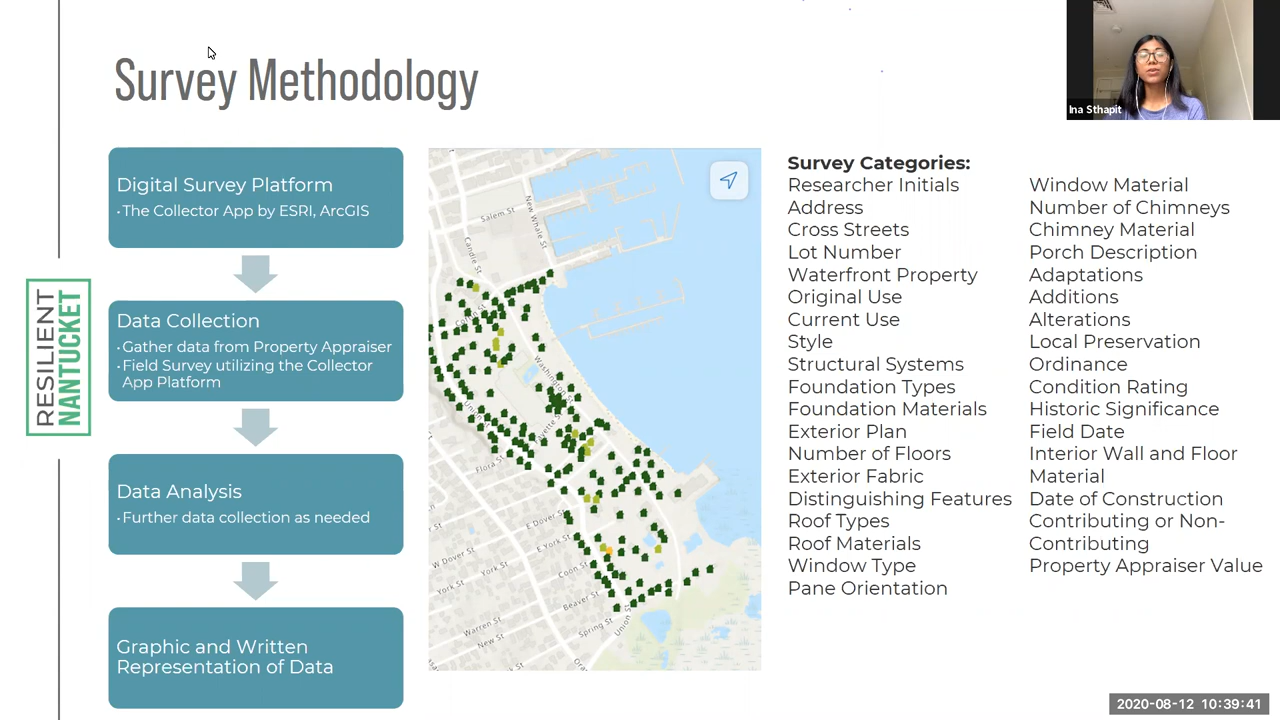 Survey Methodology
Ina Sthapit
Digital Survey Platform
·The Collector App by ESRI, ArcGIS
Data Collection
·Gather data from Property Appraiser
·Field Survey utilizing the Collector
App Platform
Data Analysis
·Further data collection as needed
Graphic and Written
Representation of Data
RESILIENT
NANTUCKET
Salem St
New Whale St
Candle St
Washington St
Flora St
E Dover St
W Dover St
E York St
York St
Coon St
Beaver St
Warren St
New St
Spring St
Union St
Survey Categories:
Researcher Initials
Address
Cross Streets
Lot Number
Waterfront Property
Original Use
Current Use
Style
Structural Systems
Foundation Types
Foundation Materials
Exterior Plan
Number of Floors
Exterior Fabric
Distinguishing Features
Roof Types
Roof Materials
Window Type
Pane Orientation
Window Material
Number of Chimneys
Chimney Material
Porch Description
Adaptations
Additions
Alterations
Local Preservation
Ordinance
Condition Rating
Historic Significance
Field Date
Interior Wall and Floor
Material
Date of Construction
Contributing or Non-
Contributing
Property Appraiser Value
2020-08-12 10:39:41